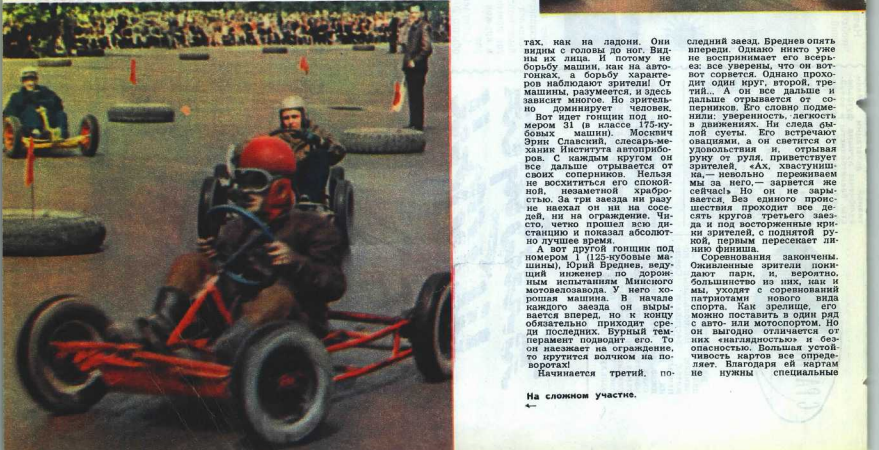 тах, как на ладони. Они
видны с головы до ног. Вид-
ны их лица. И потому не
борьбу машин, как на авто-
гонках, а борьбу характе-
ров наблюдают зрители! От
машины, разумеется, и здесь
зависит многое. Но зритель-
но доминирует человек.
Вот идет гонщик под но-
мером 31 (в классе 175-ку-
бовых машин). Москвич
Эрик Славский, слесарь-ме-
ханик Института автоприбо-
ров. С каждым кругом он
все дальше отрывается от
своих соперников. Нельзя
не восхититься его спокой-
ной, незаметной храбро-
стью. За три заезда ни разу
не наехал он ни на сосе-
дей, ни на ограждение. Чи-
сто, четко прошел всю ди-
станцию и показал абсолют-
но лучшее время.
А вот другой гонщик под
номером 1 (125-кубовые ма-
шины), Юрий Бреднев, веду-
щий инженер по дорож-
ным испытаниям Минского
мотовелозавода. У него хо-
рошая машина. В начале
каждого заезда он выры-
вается вперед, но к концу
обязательно приходит сре-
ди последних. Бурный тем-
перамент подводит его. То
он наезжает на ограждение,
то крутится волчком на по-
воротах!
Начинается третий, по-
следний заезд. Бреднев опять
впереди. Однако никто уже
не воспринимает его всерь-
ез: все уверены, что он вот-
вот сорвется. Однако прохо-
дит один круг, второй, тре-
тий... А он все дальше и
дальше отрывается от со-
перников. Его словно подме-
нили: уверенность, легкость
в движениях. Ни следа бы-
лой суеты. Его встречают
овациями, а он светится от
удовольствия и, отрывая
руку от руля, приветствует
зрителей. «Ах, хвастуниш-
ка,— невольно переживаем
мы за него,— зарвется же
сейчас!» Но он не зары-
вается. Без единого проис-
шествия проходит все де-
сять кругов третьего заез-
да и под восторженные кри-
ки зрителей, с поднятой ру-
кой, первым пересекает ли-
нию финиша.
Соревнования закончены.
Оживленные зрители поки-
дают парк, и, вероятно,
большинство из них, как и
мы, уходят с соревнований
патриотами нового вида
спорта. Как зрелище, его
можно поставить в один ряд
с авто- или мотоспортом. Но
он выгодно отличается от
них «наглядностью» и без-
опасностью. Большая устой-
чивость картов все опреде-
ляет. Благодаря ей картам
не нужны специальные
На сложном участке.
←